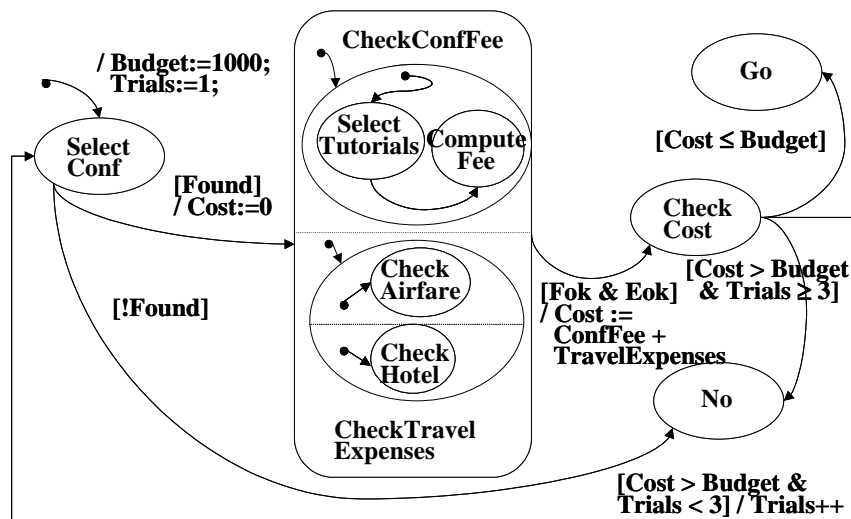 / Budget:=1000;
Trials:=1;
Select
Conf
[Found]
/ Cost:=0
[!Found]
CheckConfFee
Select
Tutorials
Compute
Fee
Check
Airfare
Check
Hotel
CheckTravel
Expenses
[Fok & Eok]
/ Cost :=
ConfFee +
TravelExpenses
Go
[Cost ≤ Budget]
Check
Cost
[Cost > Budget
& Trials ≥ 3]
No
[Cost > Budget &
Trials < 3] / Trials++